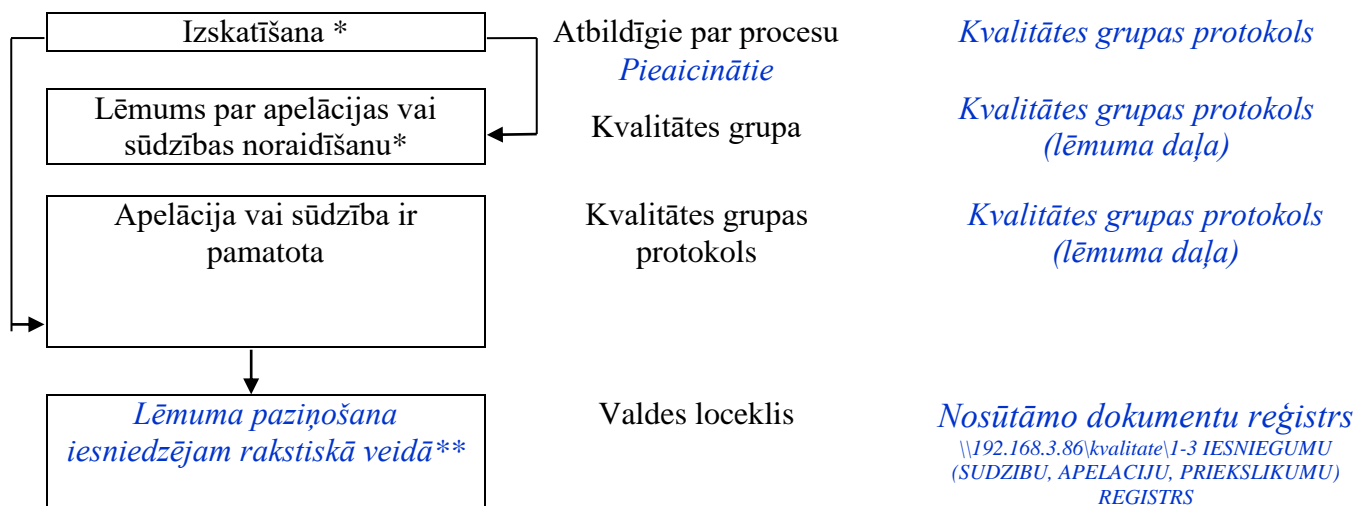 Izskatīšana *
Atbildīgie par procesu
Pieaicinātie
Kvalitātes grupas protokols
Lēmums par apelācijas vai
sūdzības noraidīšanu*
Kvalitātes grupa
Kvalitātes grupas protokols
(lēmuma daļa)
Apelācija vai sūdzība ir
pamatota
Kvalitātes grupas
protokols
Kvalitātes grupas protokols
(lēmuma daļa)
Lēmuma paziņošana
iesniedzējam rakstiskā veidā**
Valdes loceklis
Nosūtāmo dokumentu reģistrs
\\192.168.3.86\kvalitate\1-3 IESNIEGUMU
(SUDZIBU, APELACIJU, PRIEKSLIKUMU)
REGISTRS